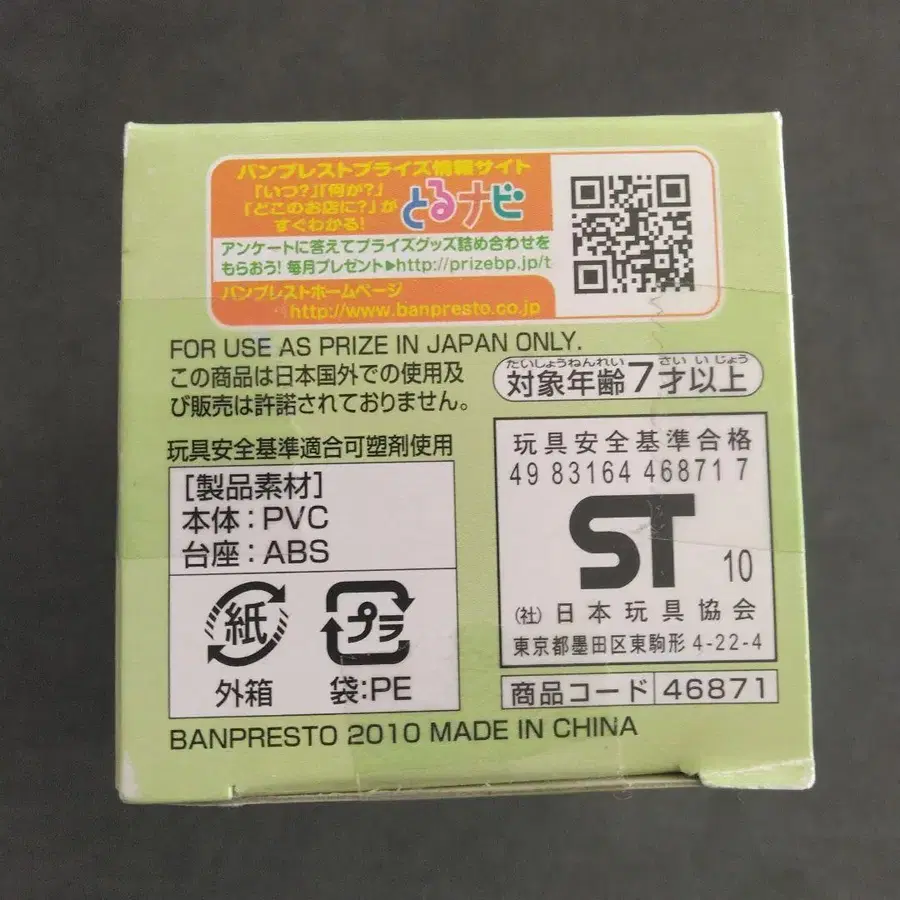 バンプレストプライズ情報サイト
「いつ?」「何が?」
「どこのお店に?」が
すぐわかる!
とるナビ
アンケートに答えてプライズグッズ詰め合わせを
もらおう! 毎月プレゼント▶http://prizebp.jp/t
バンプレストホームページ
http://www.banpresto.co.jp
FOR USE AS PRIZE IN JAPAN ONLY.
この商品は日本国外での使用及
び販売は許諾されておりません。
たいしょうねんれい さい いじょう
対象年齢7才以上
玩具安全基準適合可塑剤使用
[製品素材]
本体:PVC
台座:ABS
紙
外箱
プラ
袋:PE
玩具安全基準合格
49 83164 46871 7
ST
10
(社) 日本玩具協会
東京都墨田区東駒形 4-22-4
商品コード 46871
BANPRESTO 2010 MADE IN CHINA